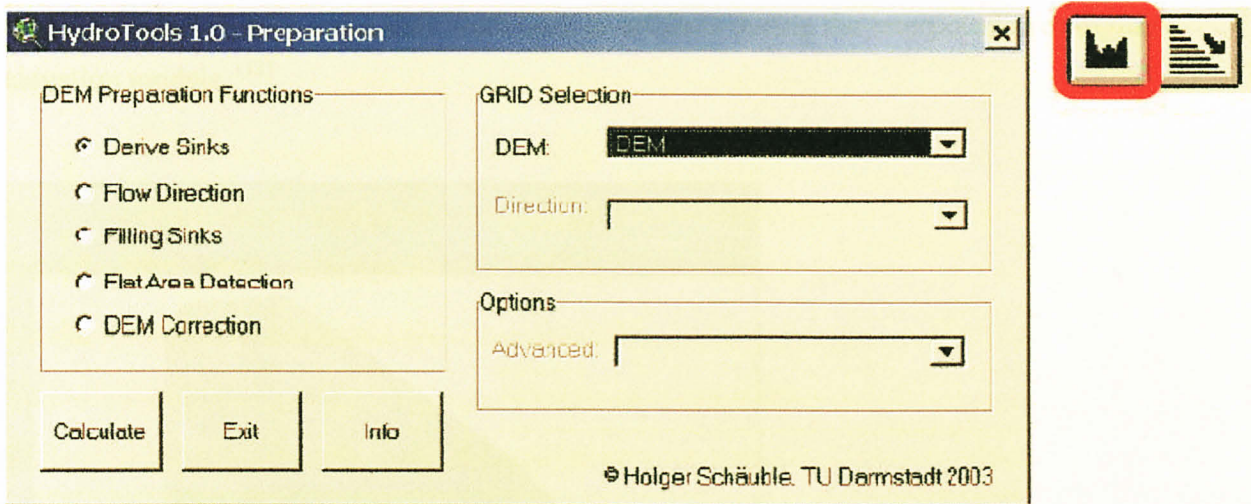 HydroTools 1.0 - Preparation
DEM Preparation Functions
Derive Sinks
Flow Direction
Filling Sinks
Flat Area Detection
DEM Correction
Calculate
Exit
Info
GRID Selection
DEM:
DEM
Direction:
Options
Advanced:
© Holger Schäuble. TU Darmstadt 2003